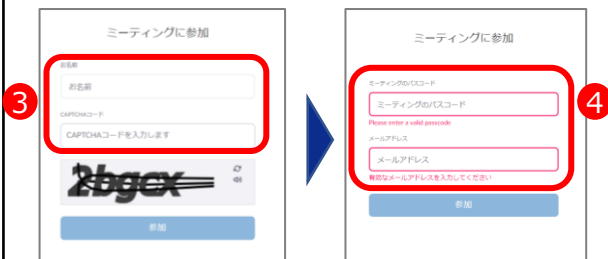 ミーティングに参加
3
お名前
お名前
CAPTCHAコード
CAPTCHAコードを入力します
2bgcx
参加
ミーティングに参加
4
ミーティングのパスコード
ミーティングのパスコード
Please enter a valid passcode
メールアドレス
メールアドレス
有効なメールアドレスを入力してください
参加